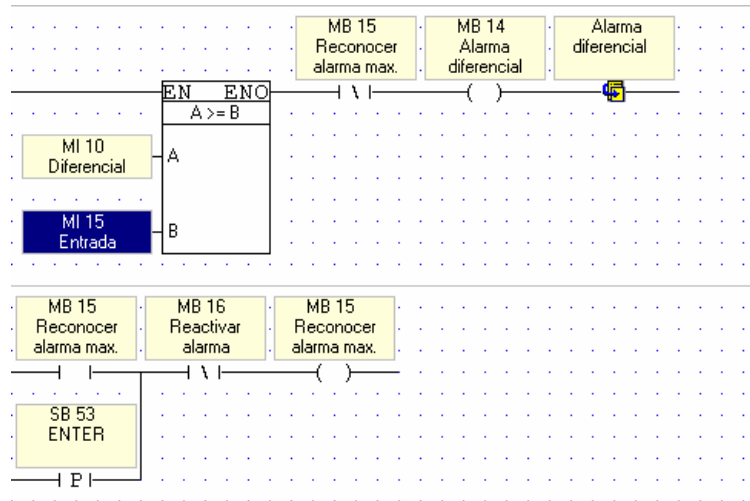 MB 15
Reconocer
alarma max.
MB 14
Alarma
diferencial
Alarma
diferencial
EN ENO
A >= B
MI 10
Diferencial
A
MI 15
Entrada
B
MB 15
Reconocer
alarma max.
MB 16
Reactivar
alarma
MB 15
Reconocer
alarma max.
SB 53
ENTER
P